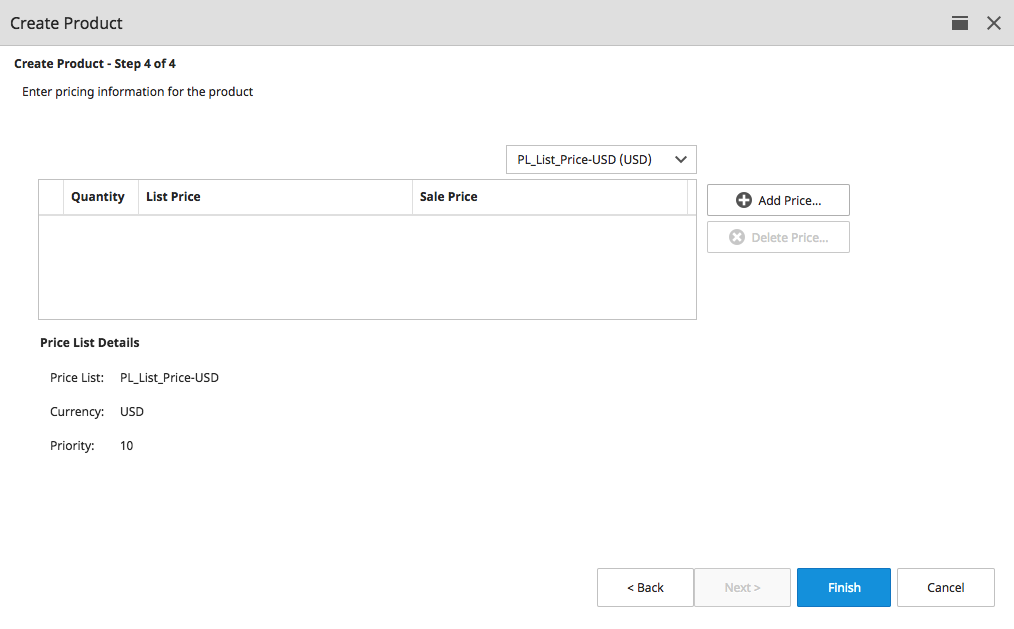 Create Product
Create Product - Step 4 of 4
Enter pricing information for the product
PL_List_Price-USD (USD)
Quantity List Price Sale Price
Add Price...
Delete Price...
Price List Details
Price List: PL_List_Price-USD
Currency: USD
Priority: 10
< Back Next > Finish Cancel